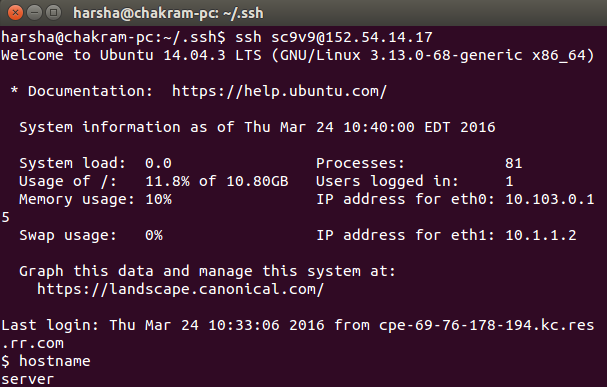 harsha@chakram-pc: ~/.ssh
harsha@chakram-pc:~/.ssh$ ssh sc9v9@152.54.14.17
Welcome to Ubuntu 14.04.3 LTS (GNU/Linux 3.13.0-68-generic x86_64)
* Documentation:  https://help.ubuntu.com/
System information as of Thu Mar 24 10:40:00 EDT 2016
System load:  0.0                Processes:           81
Usage of /:   11.8% of 10.80GB   Users logged in:     1
Memory usage: 10%                IP address for eth0: 10.103.0.1
5
Swap usage:   0%                 IP address for eth1: 10.1.1.2
Graph this data and manage this system at:
https://landscape.canonical.com/
Last login: Thu Mar 24 10:33:06 2016 from cpe-69-76-178-194.kc.res
.rr.com
$ hostname
server